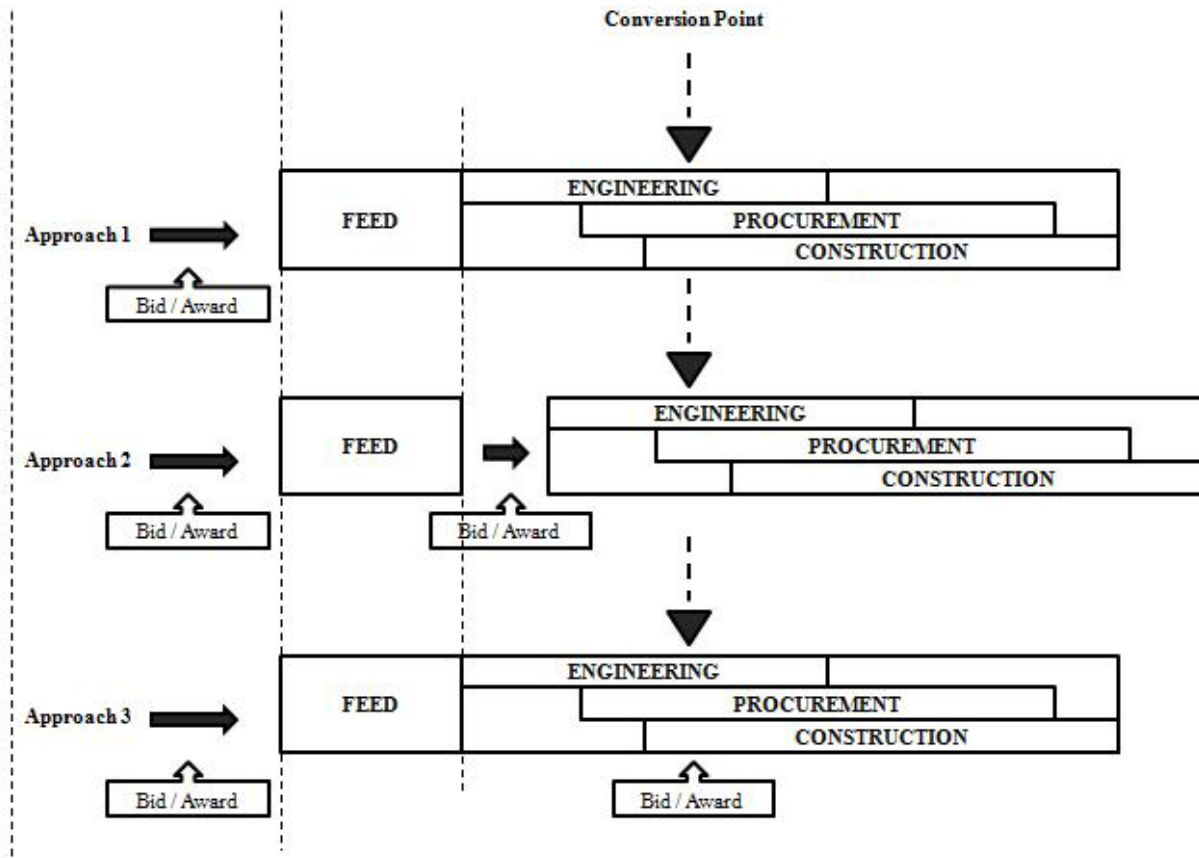 Conversion Point
ENGINEERING
Approach 1
FEED
PROCUREMENT
CONSTRUCTION
Bid / Award
ENGINEERING
Approach 2
FEED
PROCUREMENT
CONSTRUCTION
Bid / Award
Bid / Award
ENGINEERING
Approach 3
FEED
PROCUREMENT
CONSTRUCTION
Bid / Award
Bid / Award